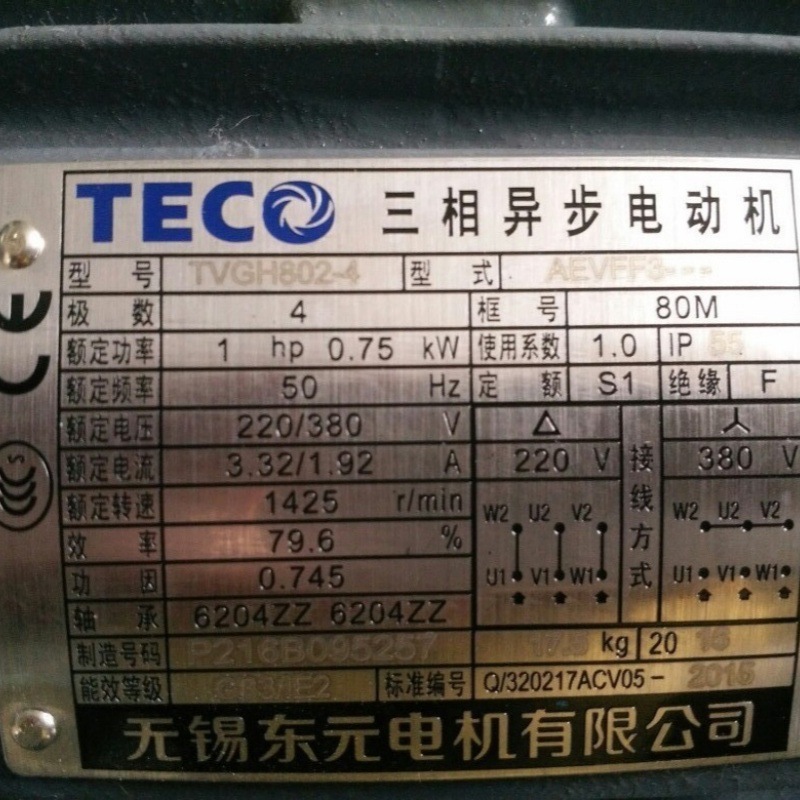 TECO 三相异步电动机
型号 TVGH802-4 型式 AEVFF3---
极数 4 框号 80M
额定功率 1 hp 0.75 kW 使用系数 1.0 IP 55
额定频率 50 Hz 定额 S1 绝缘 F
额定电压 220/380 V △ 人
额定电流 3.32/1.92 A 220 V 接线方式 380 V
额定转速 1425 r/min W2 U2 V2 W2 U2 V2
效率 79.6 %
功因 0.745 U1 V1 W1 U1 V1 W1
轴承 6204ZZ 6204ZZ
制造号码 P216B095257 kg 20
能效等级 标准编号 Q/320217ACV05- 2015
无锡东元电机有限公司
CE
S